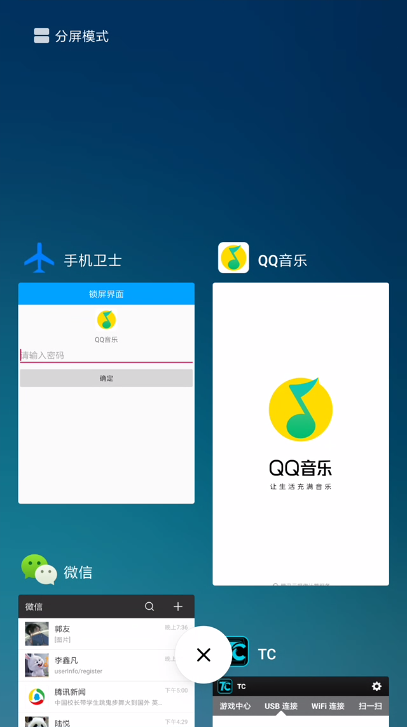 分屏模式
手机卫士
QQ音乐
锁屏界面
QQ音乐
请输入密码
确定
QQ音乐
让生活充满音乐
微信
微信
郭友
晚上7:36
[图片]
李鑫凡
userinfo/register
腾讯新闻
下午5:00
中国校长带学生跳鬼步舞火到国外 英...
陆悦
下午4:29
TC
TC
游戏中心
USB 连接
WiFi 连接
扫一扫